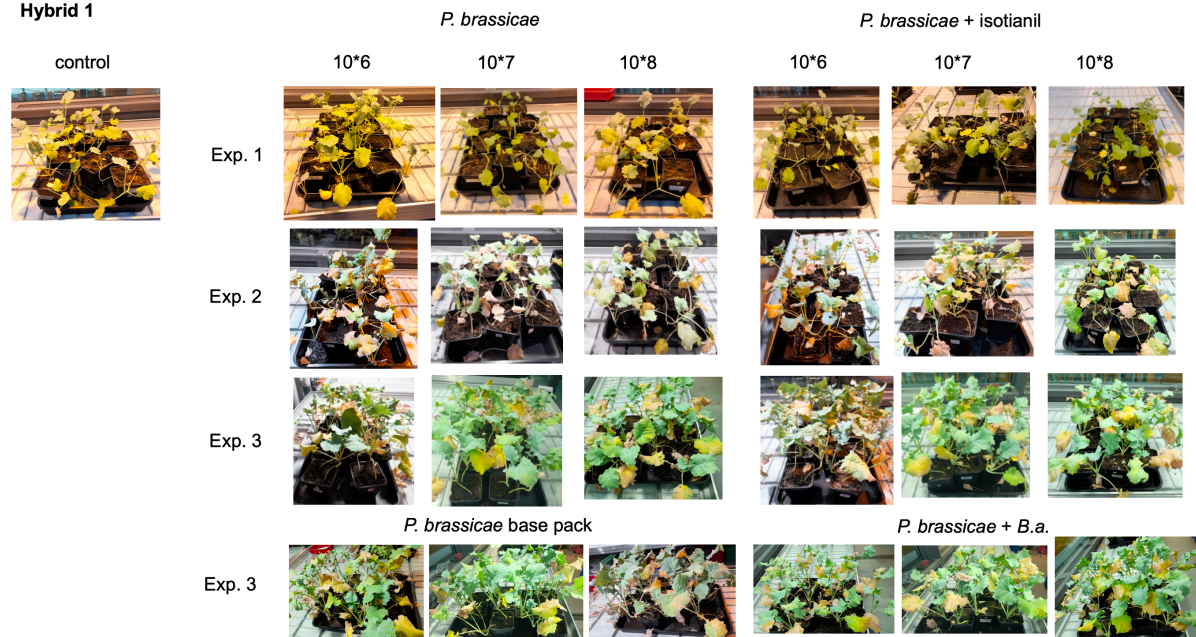 Hybrid 1
P. brassicae
P. brassicae + isotianil
control
10*6
10*7
10*8
10*6
10*7
10*8
Exp. 1
Exp. 2
Exp. 3
P. brassicae base pack
P. brassicae + B.a.
Exp. 3